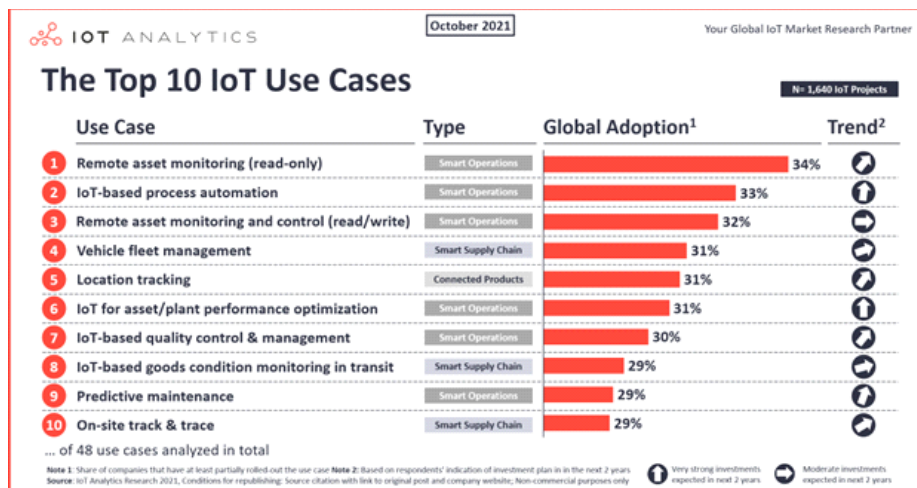 October 2021
IOT ANALYTICS
Your Global IoT Market Research Partner
The Top 10 IoT Use Cases
N= 1,640 IoT Projects
Use Case Type Global Adoption1 Trend2
1 Remote asset monitoring (read-only) Smart Operations 34%
2 IoT-based process automation Smart Operations 33%
3 Remote asset monitoring and control (read/write) Smart Operations 32%
4 Vehicle fleet management Smart Supply Chain 31%
5 Location tracking Connected Products 31%
6 IoT for asset/plant performance optimization Smart Operations 31%
7 IoT-based quality control & management Smart Operations 30%
8 IoT-based goods condition monitoring in transit Smart Supply Chain 29%
9 Predictive maintenance Smart Operations 29%
10 On-site track & trace Smart Supply Chain 29%
... of 48 use cases analyzed in total
Note 1: Share of companies that have at least partially rolled-out the use case Note 2: Based on respondents' indication of investment plan in in the next 2 years
Source: IoT Analytics Research 2021, Conditions for republishing: Source citation with link to original post and company website; Non-commercial purposes only
Very strong investments
expected in next 2 years
Moderate investments
expected in next 2 years